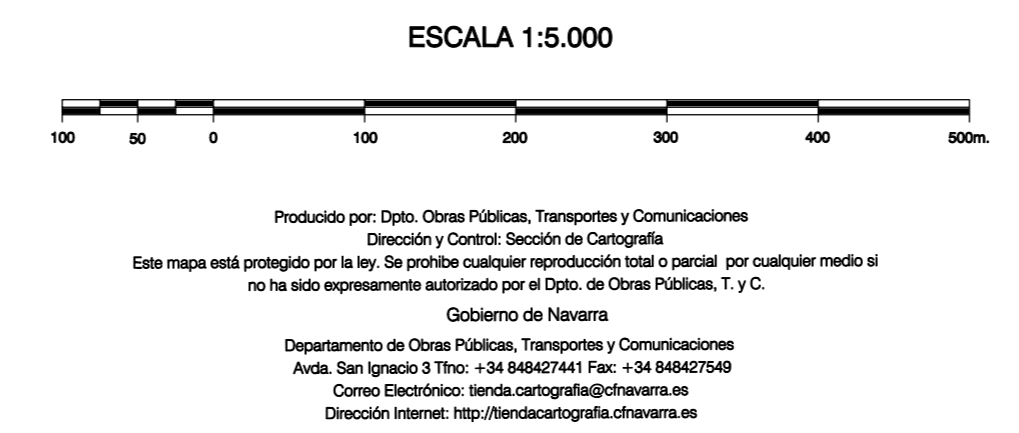 ESCALA 1:5.000
100 50 0 100 200 300 400 500m.
Producido por: Dpto. Obras Públicas, Transportes y Comunicaciones
Dirección y Control: Sección de Cartografía
Este mapa está protegido por la ley. Se prohibe cualquier reproducción total o parcial por cualquier medio si
no ha sido expresamente autorizado por el Dpto. de Obras Públicas, T. y C.
Gobierno de Navarra
Departamento de Obras Públicas, Transportes y Comunicaciones
Avda. San Ignacio 3 Tfno: +34 848427441 Fax: +34 848427549
Correo Electrónico: tienda.cartografia@cfnavarra.es
Dirección Internet: http://tiendacartografia.cfnavarra.es